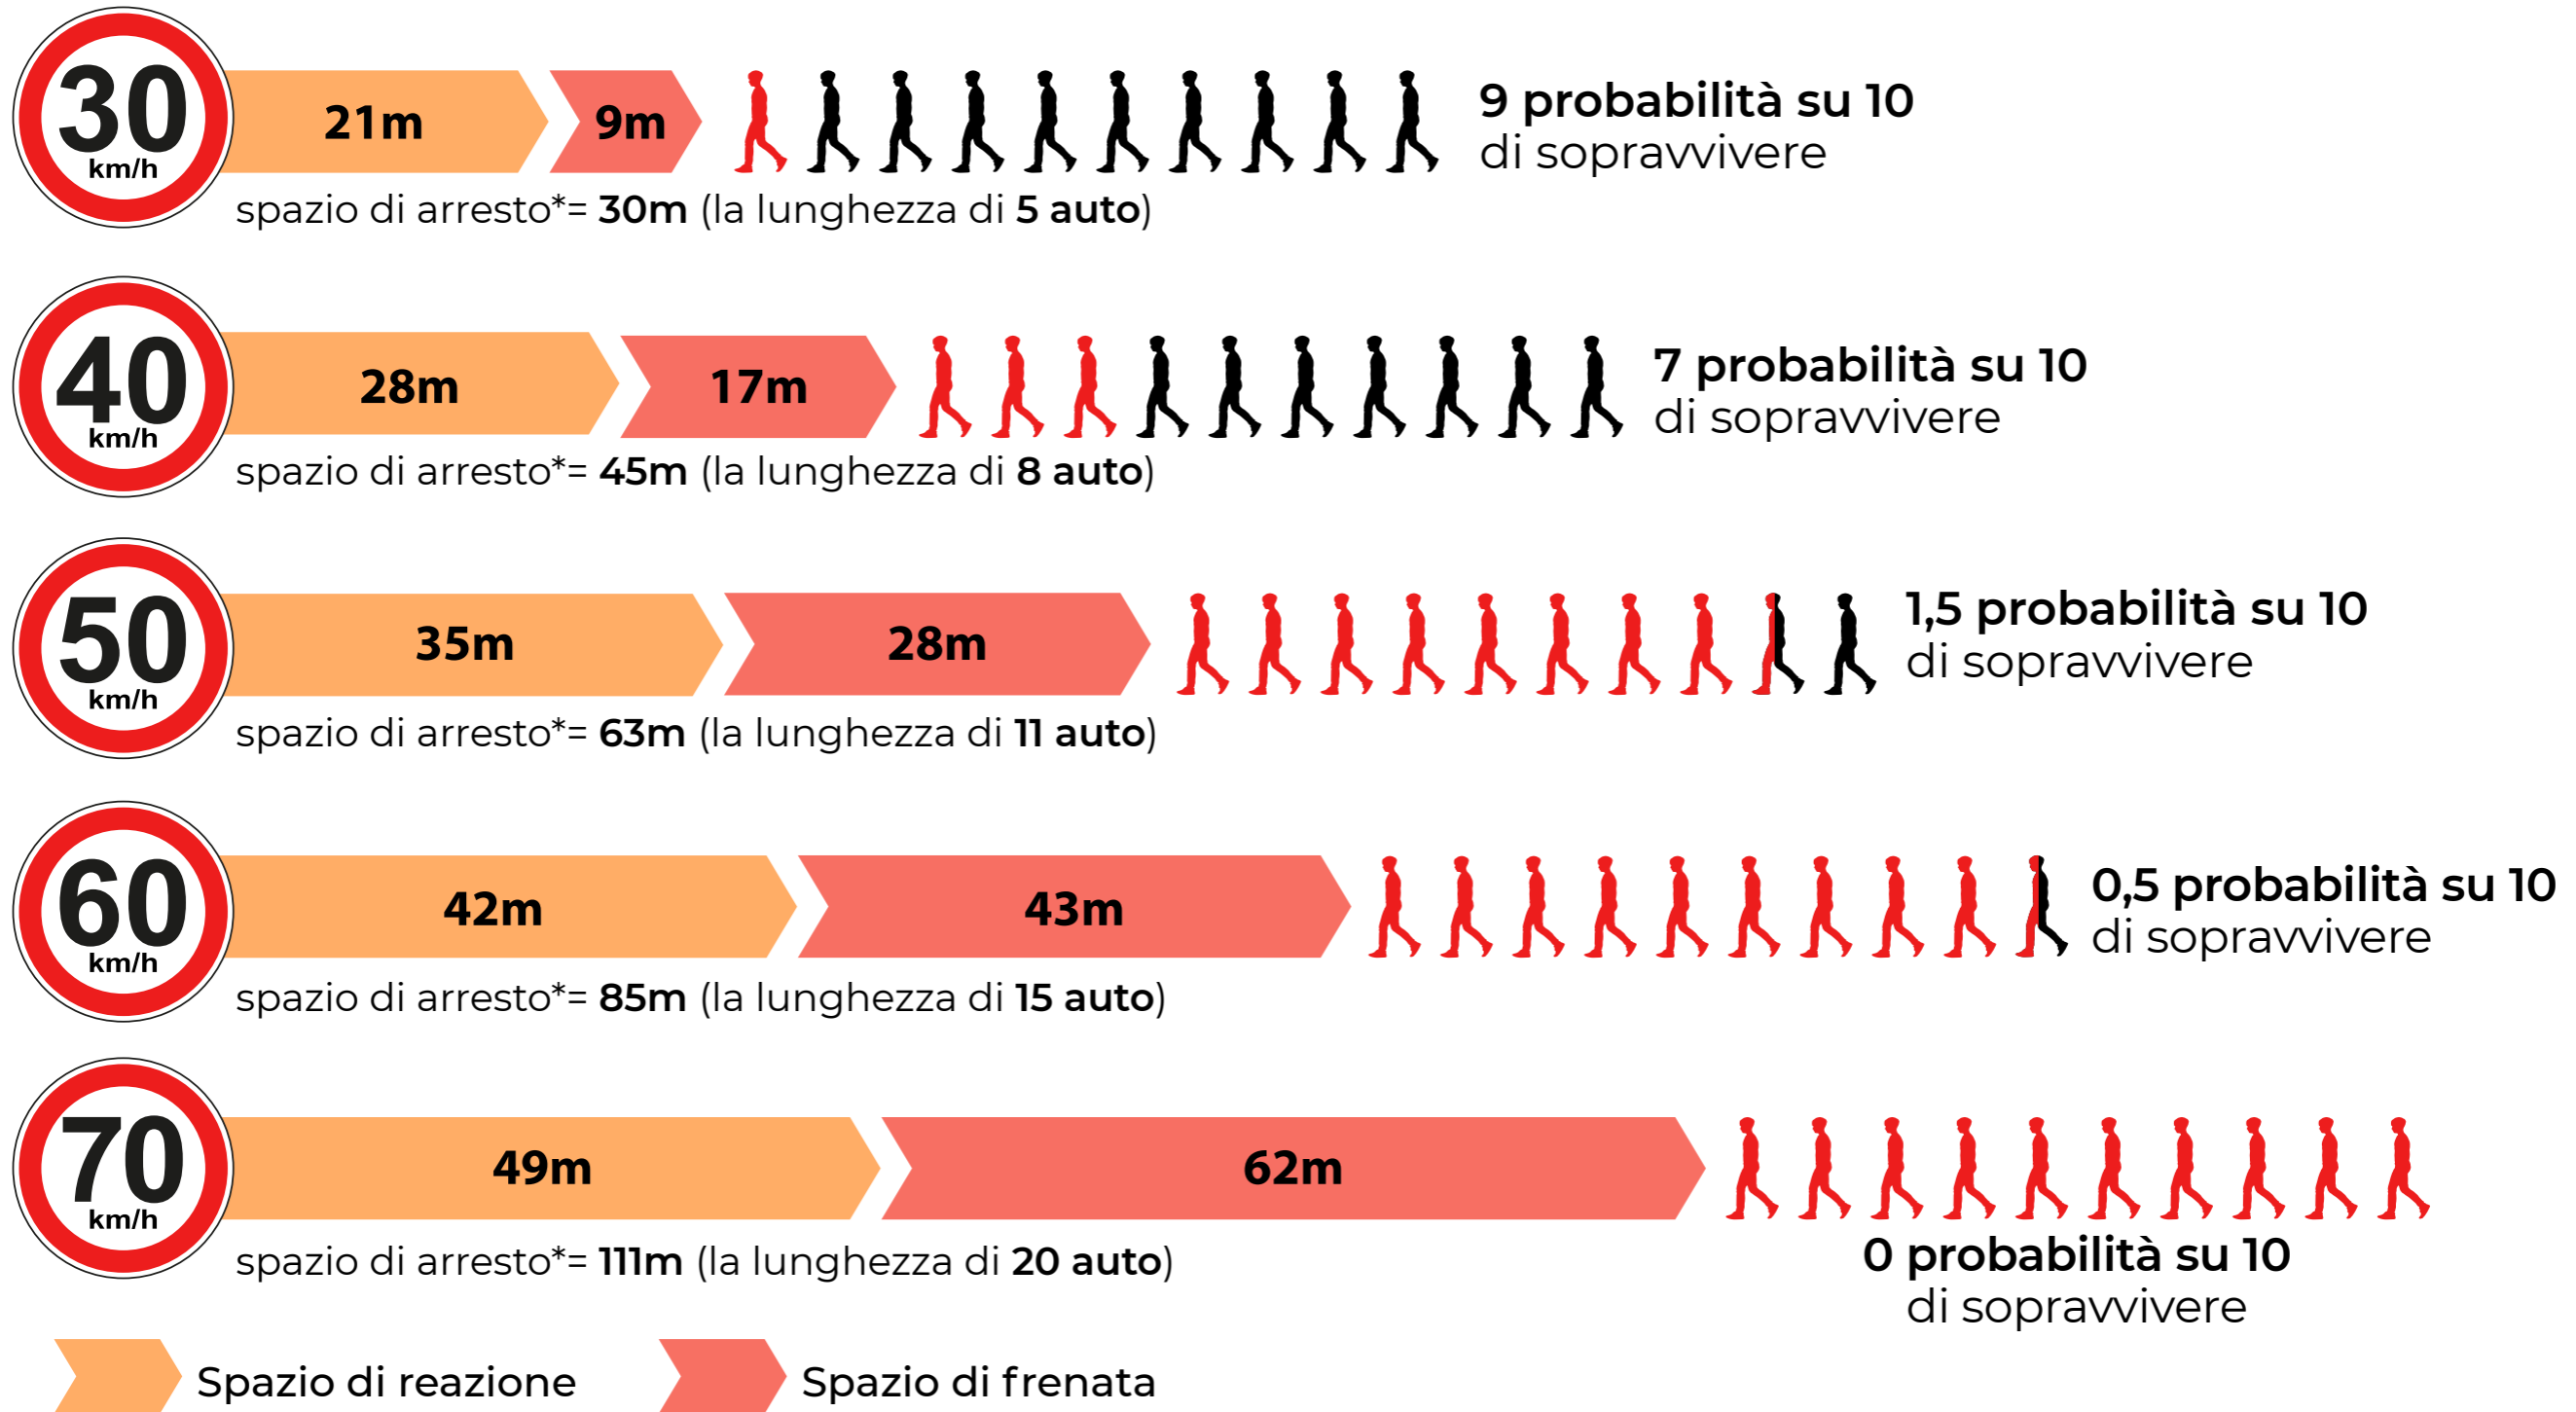 30
km/h
21m
9m
9 probabilità su 10
di sopravvivere
spazio di arresto*= 30m (la lunghezza di 5 auto)
40
km/h
28m
17m
7 probabilità su 10
di sopravvivere
spazio di arresto*= 45m (la lunghezza di 8 auto)
50
km/h
35m
28m
1,5 probabilità su 10
di sopravvivere
spazio di arresto*= 63m (la lunghezza di 11 auto)
60
km/h
42m
43m
0,5 probabilità su 10
di sopravvivere
spazio di arresto*= 85m (la lunghezza di 15 auto)
70
km/h
49m
62m
0 probabilità su 10
di sopravvivere
spazio di arresto*= 111m (la lunghezza di 20 auto)
Spazio di reazione
Spazio di frenata